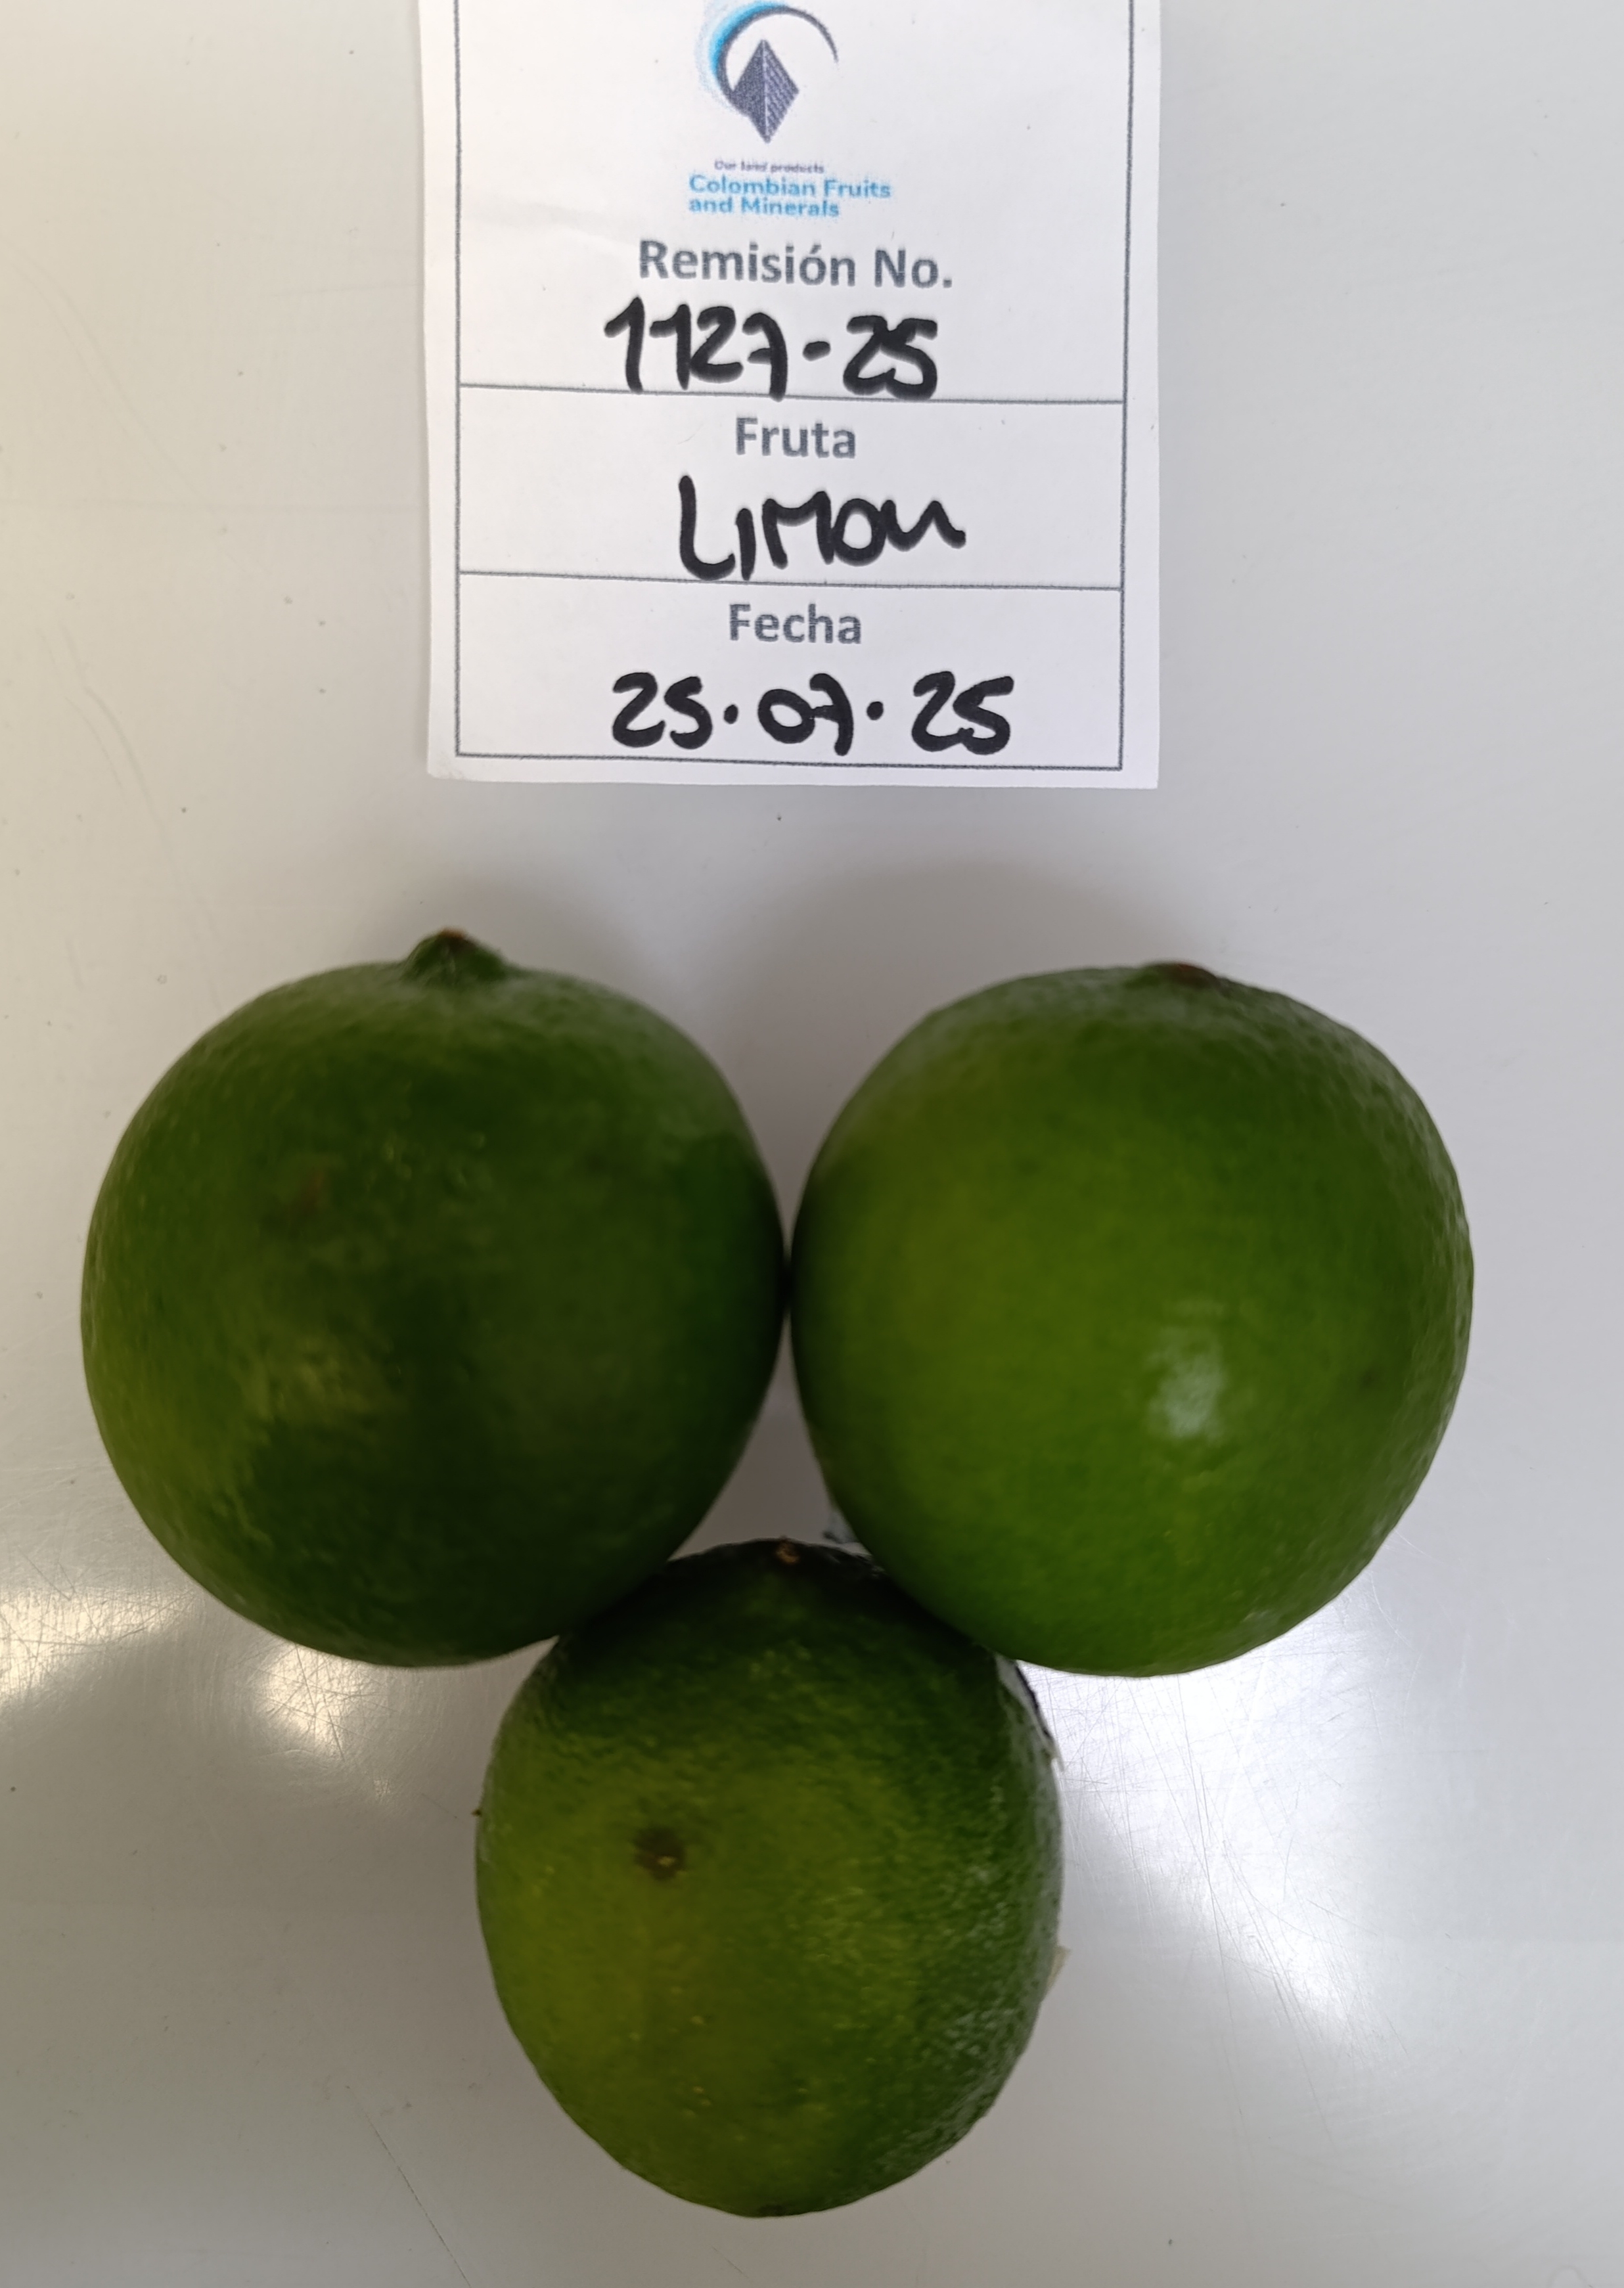 Our land products
Colombian Fruits
and Minerals
Remisión No.
1127-25
Fruta
LIMON
Fecha
25.07.25